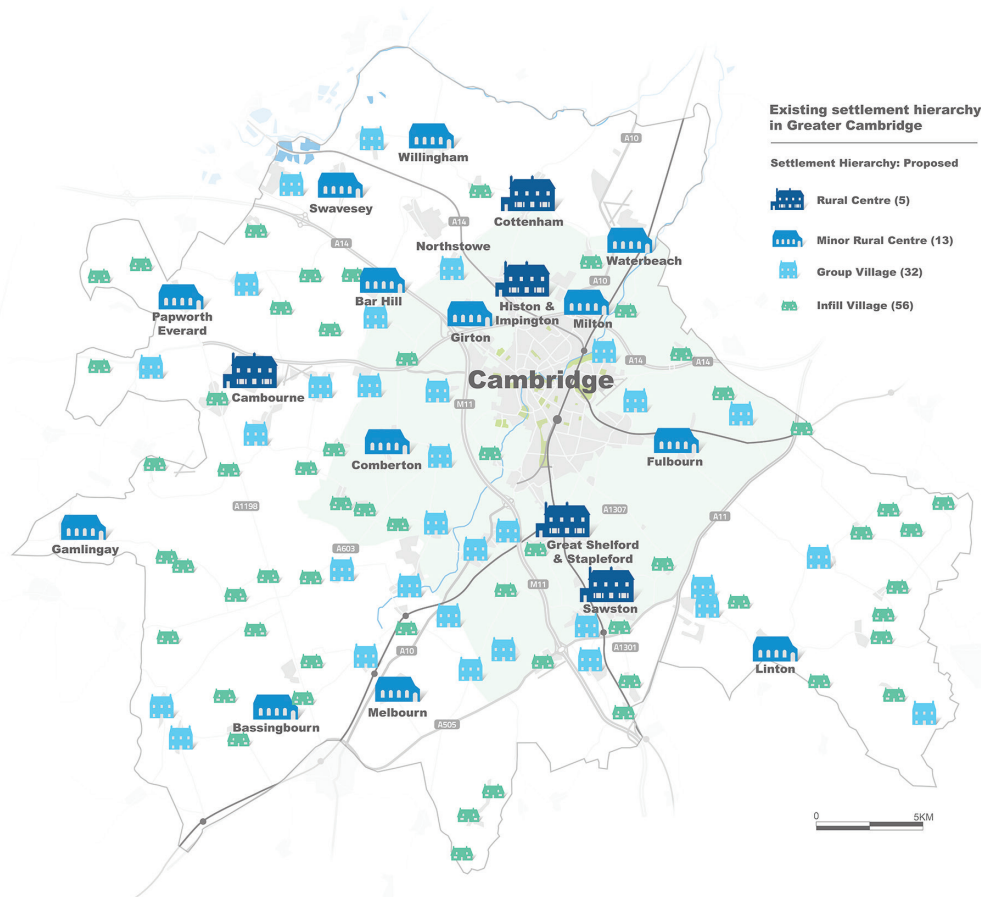 Existing settlement hierarchy
in Greater Cambridge
Settlement Hierarchy: Proposed
Rural Centre (5)
Minor Rural Centre (13)
Group Village (32)
Infill Village (56)
A10
Willingham
Swavesey
Cottenham
A14
A14
Northstowe
Waterbeach
A10
Bar Hill
Histon &
Impington
Papworth
Everard
Milton
Girton
A14
A14
Cambridge
Cambourne
M11
Comberton
Fulbourn
A1198
A1307
A11
Gamlingay
A603
Great Shelford
& Stapleford
M11
Sawston
A1301
A10
Linton
Melbourn
Bassingbourn
A505
0
5KM